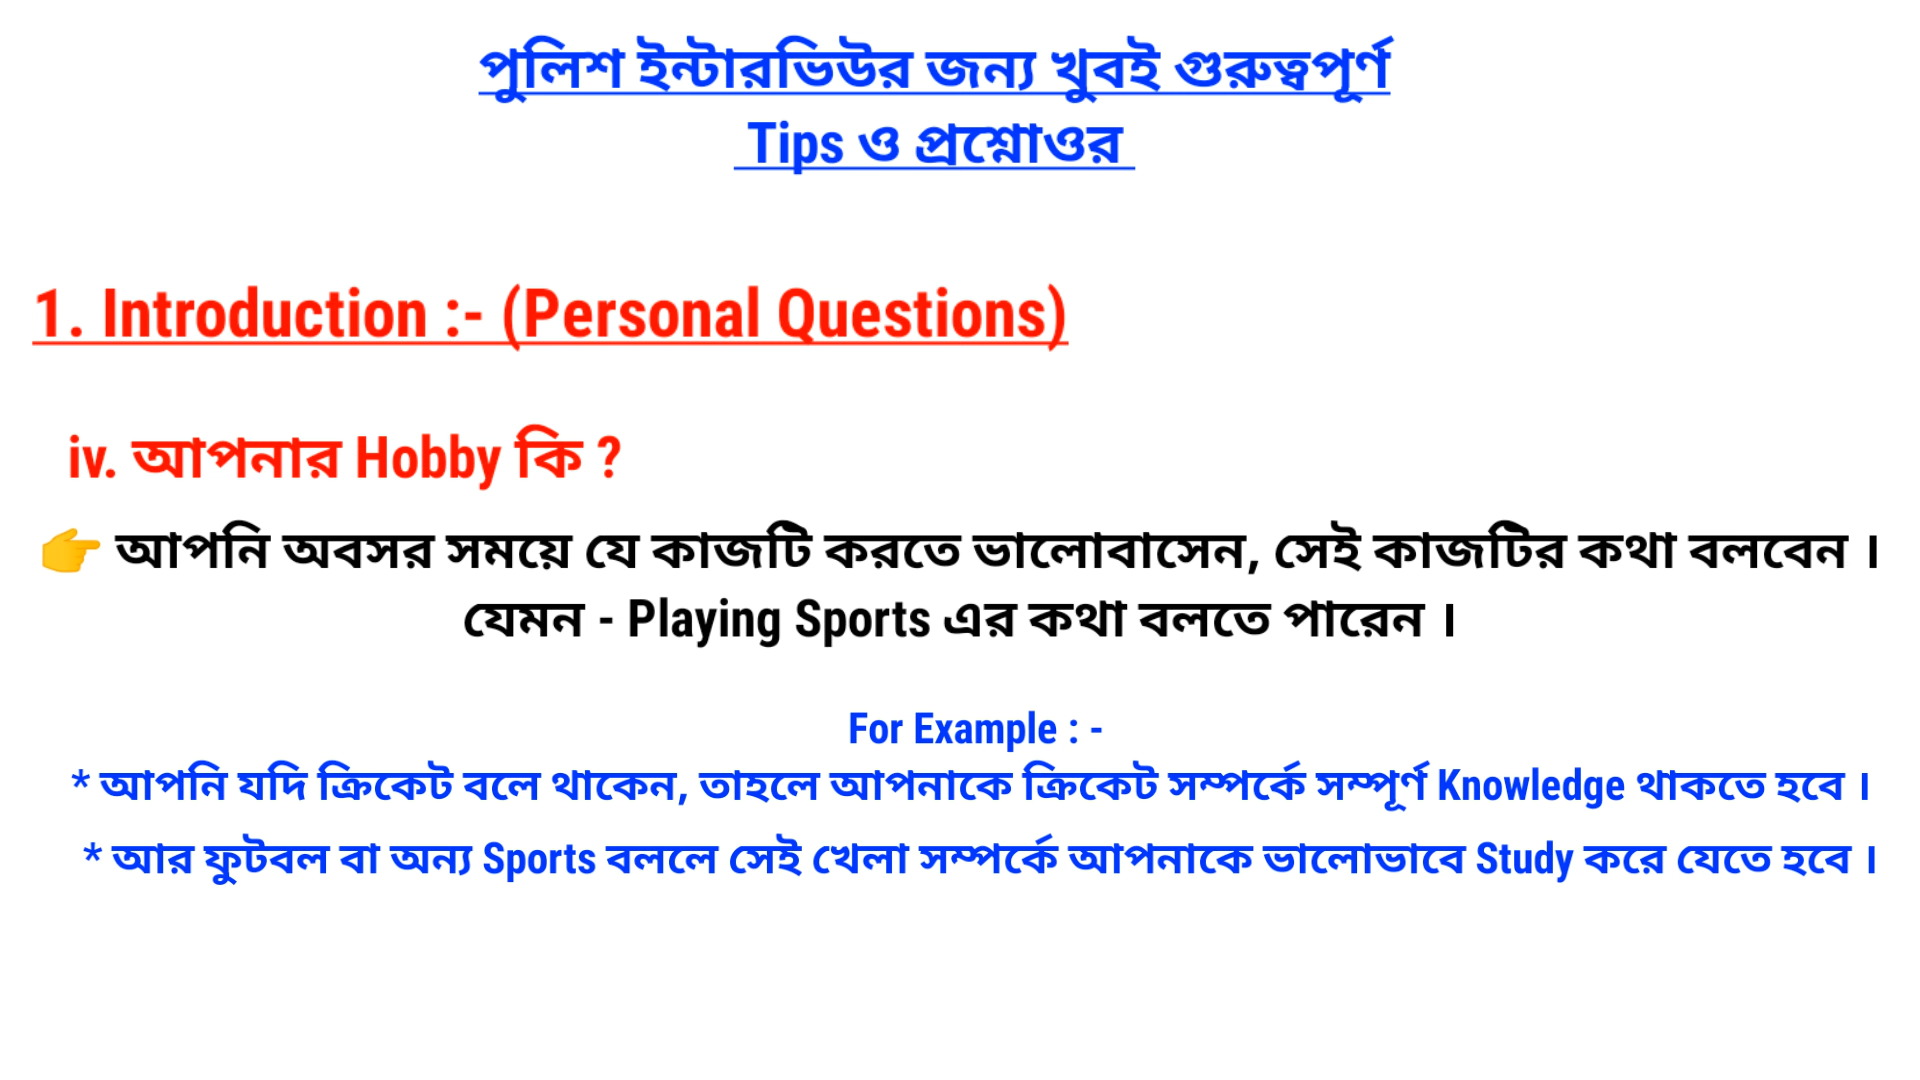 পুলিশ ইন্টারভিউর জন্য খুবই গুরুত্বপূর্ণ
Tips ও প্রশ্নোওর
1. Introduction :- (Personal Questions)
iv. আপনার Hobby কি ?
👉 আপনি অবসর সময়ে যে কাজটি করতে ভালোবাসেন, সেই কাজটির কথা বলবেন ।
যেমন - Playing Sports এর কথা বলতে পারেন ।
For Example : -
* আপনি যদি ক্রিকেট বলে থাকেন, তাহলে আপনাকে ক্রিকেট সম্পর্কে সম্পূর্ণ Knowledge থাকতে হবে ।
* আর ফুটবল বা অন্য Sports বললে সেই খেলা সম্পর্কে আপনাকে ভালোভাবে Study করে যেতে হবে ।